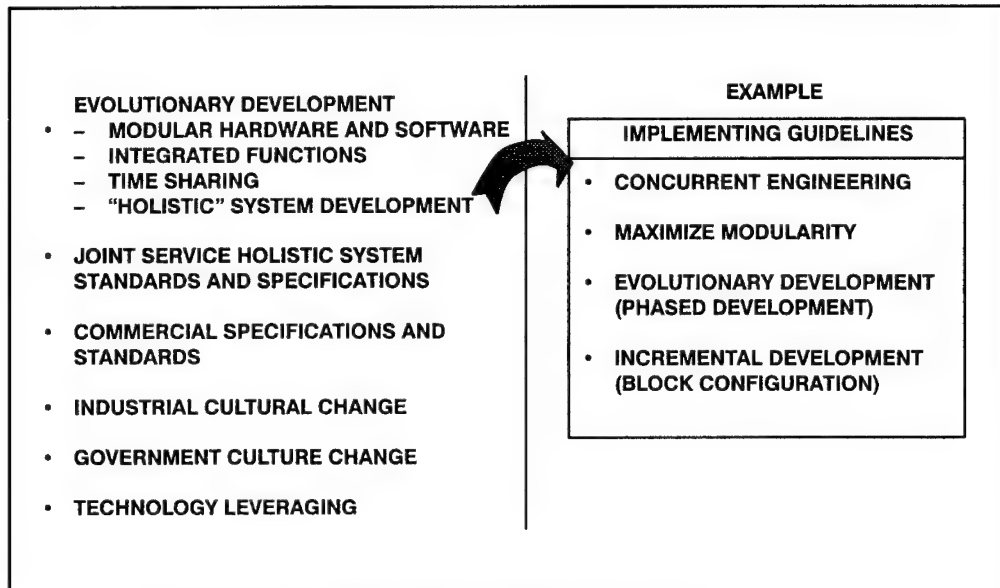 EVOLUTIONARY DEVELOPMENT
• – MODULAR HARDWARE AND SOFTWARE
– INTEGRATED FUNCTIONS
– TIME SHARING
– “HOLISTIC” SYSTEM DEVELOPMENT
• JOINT SERVICE HOLISTIC SYSTEM
STANDARDS AND SPECIFICATIONS
• COMMERCIAL SPECIFICATIONS AND
STANDARDS
• INDUSTRIAL CULTURAL CHANGE
• GOVERNMENT CULTURE CHANGE
• TECHNOLOGY LEVERAGING
EXAMPLE
IMPLEMENTING GUIDELINES
• CONCURRENT ENGINEERING
• MAXIMIZE MODULARITY
• EVOLUTIONARY DEVELOPMENT
(PHASED DEVELOPMENT)
• INCREMENTAL DEVELOPMENT
(BLOCK CONFIGURATION)